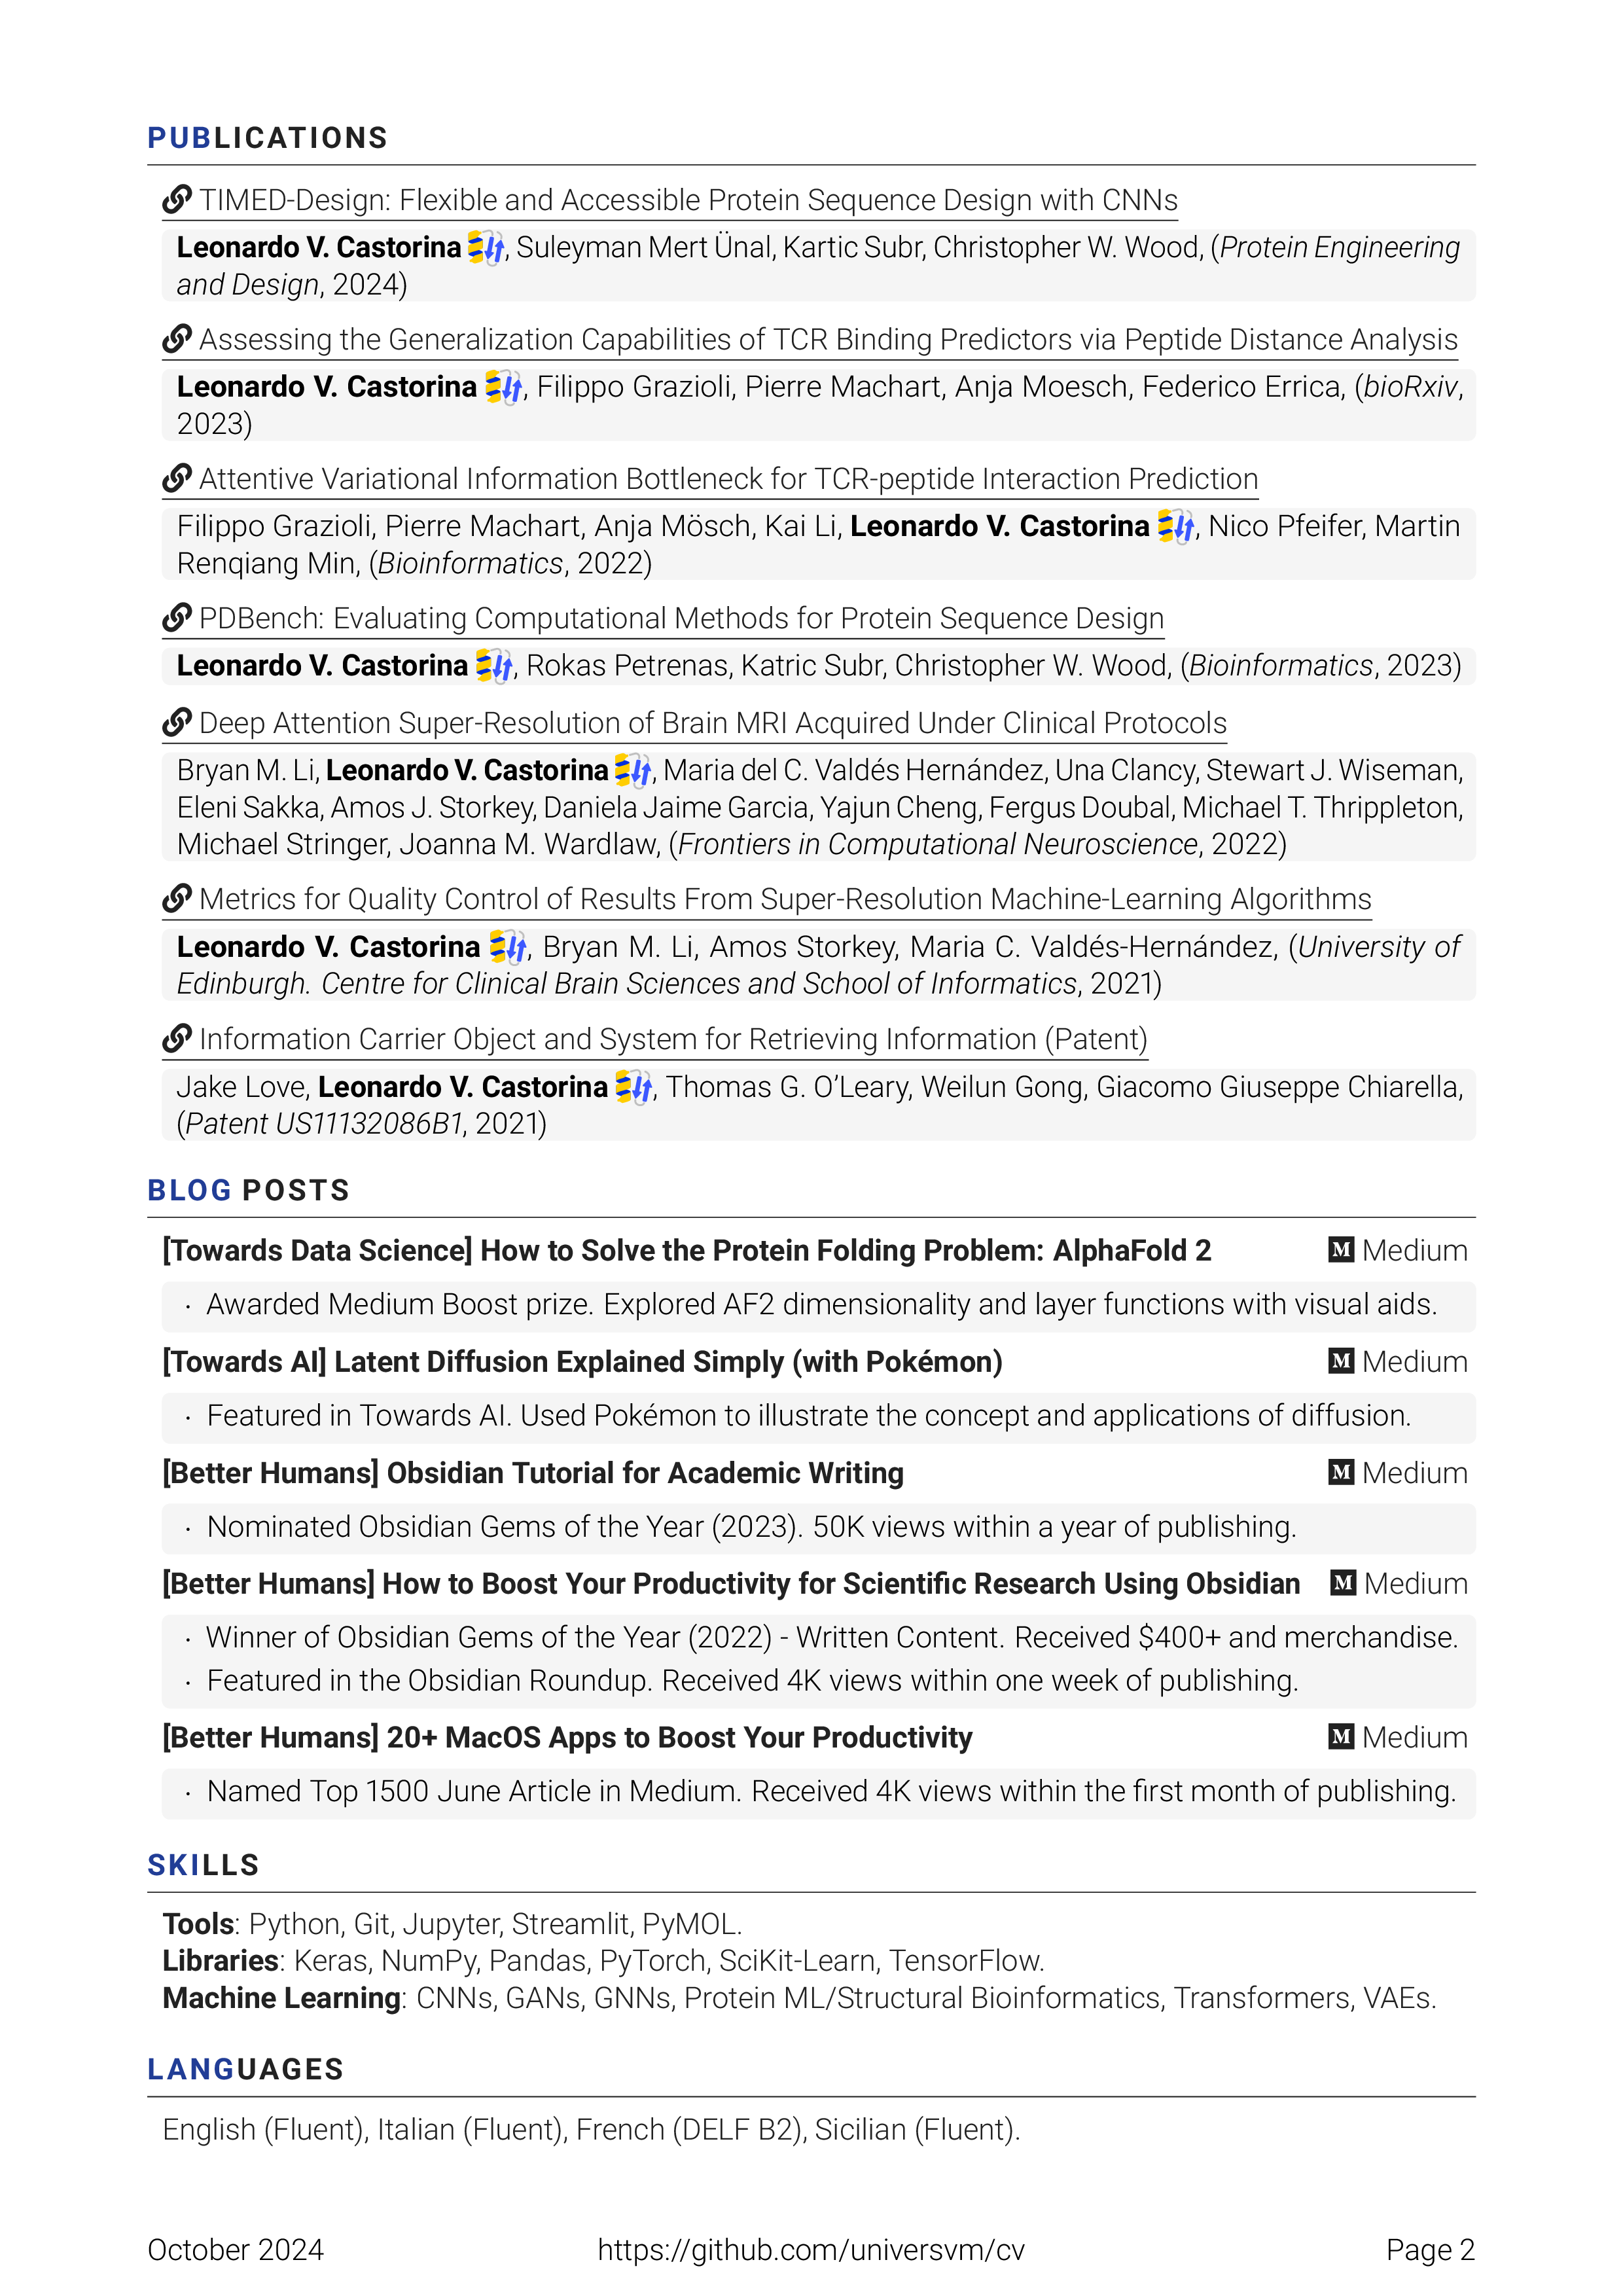 PUBLICATIONS
TIMED-Design: Flexible and Accessible Protein Sequence Design with CNNs
Leonardo V. Castorina, Suleyman Mert Ünal, Kartic Subr, Christopher W. Wood, (Protein Engineering
and Design, 2024)
Assessing the Generalization Capabilities of TCR Binding Predictors via Peptide Distance Analysis
Leonardo V. Castorina, Filippo Grazioli, Pierre Machart, Anja Moesch, Federico Errica, (bioRxiv,
2023)
Attentive Variational Information Bottleneck for TCR-peptide Interaction Prediction
Filippo Grazioli, Pierre Machart, Anja Mösch, Kai Li, Leonardo V. Castorina, Nico Pfeifer, Martin
Renqiang Min, (Bioinformatics, 2022)
PDBench: Evaluating Computational Methods for Protein Sequence Design
Leonardo V. Castorina, Rokas Petrenas, Katric Subr, Christopher W. Wood, (Bioinformatics, 2023)
Deep Attention Super-Resolution of Brain MRI Acquired Under Clinical Protocols
Bryan M. Li, Leonardo V. Castorina, Maria del C. Valdés Hernández, Una Clancy, Stewart J. Wiseman,
Eleni Sakka, Amos J. Storkey, Daniela Jaime Garcia, Yajun Cheng, Fergus Doubal, Michael T. Thrippleton,
Michael Stringer, Joanna M. Wardlaw, (Frontiers in Computational Neuroscience, 2022)
Metrics for Quality Control of Results From Super-Resolution Machine-Learning Algorithms
Leonardo V. Castorina, Bryan M. Li, Amos Storkey, Maria C. Valdés-Hernández, (University of
Edinburgh. Centre for Clinical Brain Sciences and School of Informatics, 2021)
Information Carrier Object and System for Retrieving Information (Patent)
Jake Love, Leonardo V. Castorina, Thomas G. O’Leary, Weilun Gong, Giacomo Giuseppe Chiarella,
(Patent US11132086B1, 2021)
BLOG POSTS
[Towards Data Science] How to Solve the Protein Folding Problem: AlphaFold 2 M Medium
· Awarded Medium Boost prize. Explored AF2 dimensionality and layer functions with visual aids.
[Towards AI] Latent Diffusion Explained Simply (with Pokémon) M Medium
· Featured in Towards AI. Used Pokémon to illustrate the concept and applications of diffusion.
[Better Humans] Obsidian Tutorial for Academic Writing M Medium
· Nominated Obsidian Gems of the Year (2023). 50K views within a year of publishing.
[Better Humans] How to Boost Your Productivity for Scientific Research Using Obsidian M Medium
· Winner of Obsidian Gems of the Year (2022) - Written Content. Received $400+ and merchandise.
· Featured in the Obsidian Roundup. Received 4K views within one week of publishing.
[Better Humans] 20+ MacOS Apps to Boost Your Productivity M Medium
· Named Top 1500 June Article in Medium. Received 4K views within the first month of publishing.
SKILLS
Tools: Python, Git, Jupyter, Streamlit, PyMOL.
Libraries: Keras, NumPy, Pandas, PyTorch, SciKit-Learn, TensorFlow.
Machine Learning: CNNs, GANs, GNNs, Protein ML/Structural Bioinformatics, Transformers, VAEs.
LANGUAGES
English (Fluent), Italian (Fluent), French (DELF B2), Sicilian (Fluent).
October 2024 https://github.com/universvm/cv Page 2